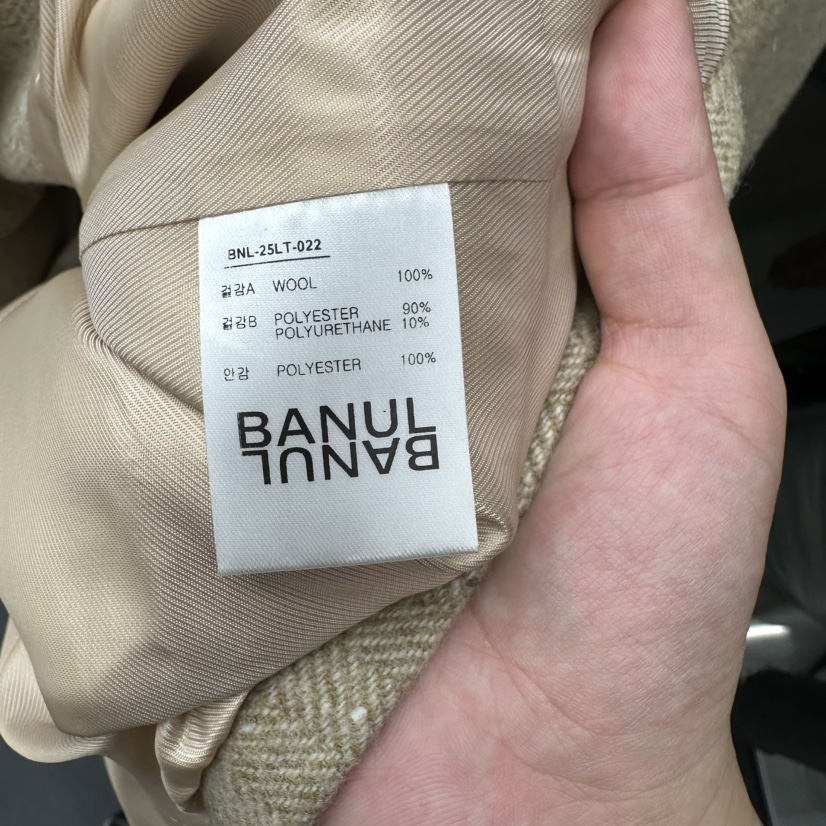 BNL-25LT-022
겉감A WOOL 100%
겉감B POLYESTER 90%
POLYURETHANE 10%
안감 POLYESTER 100%
BANUL
BANUL